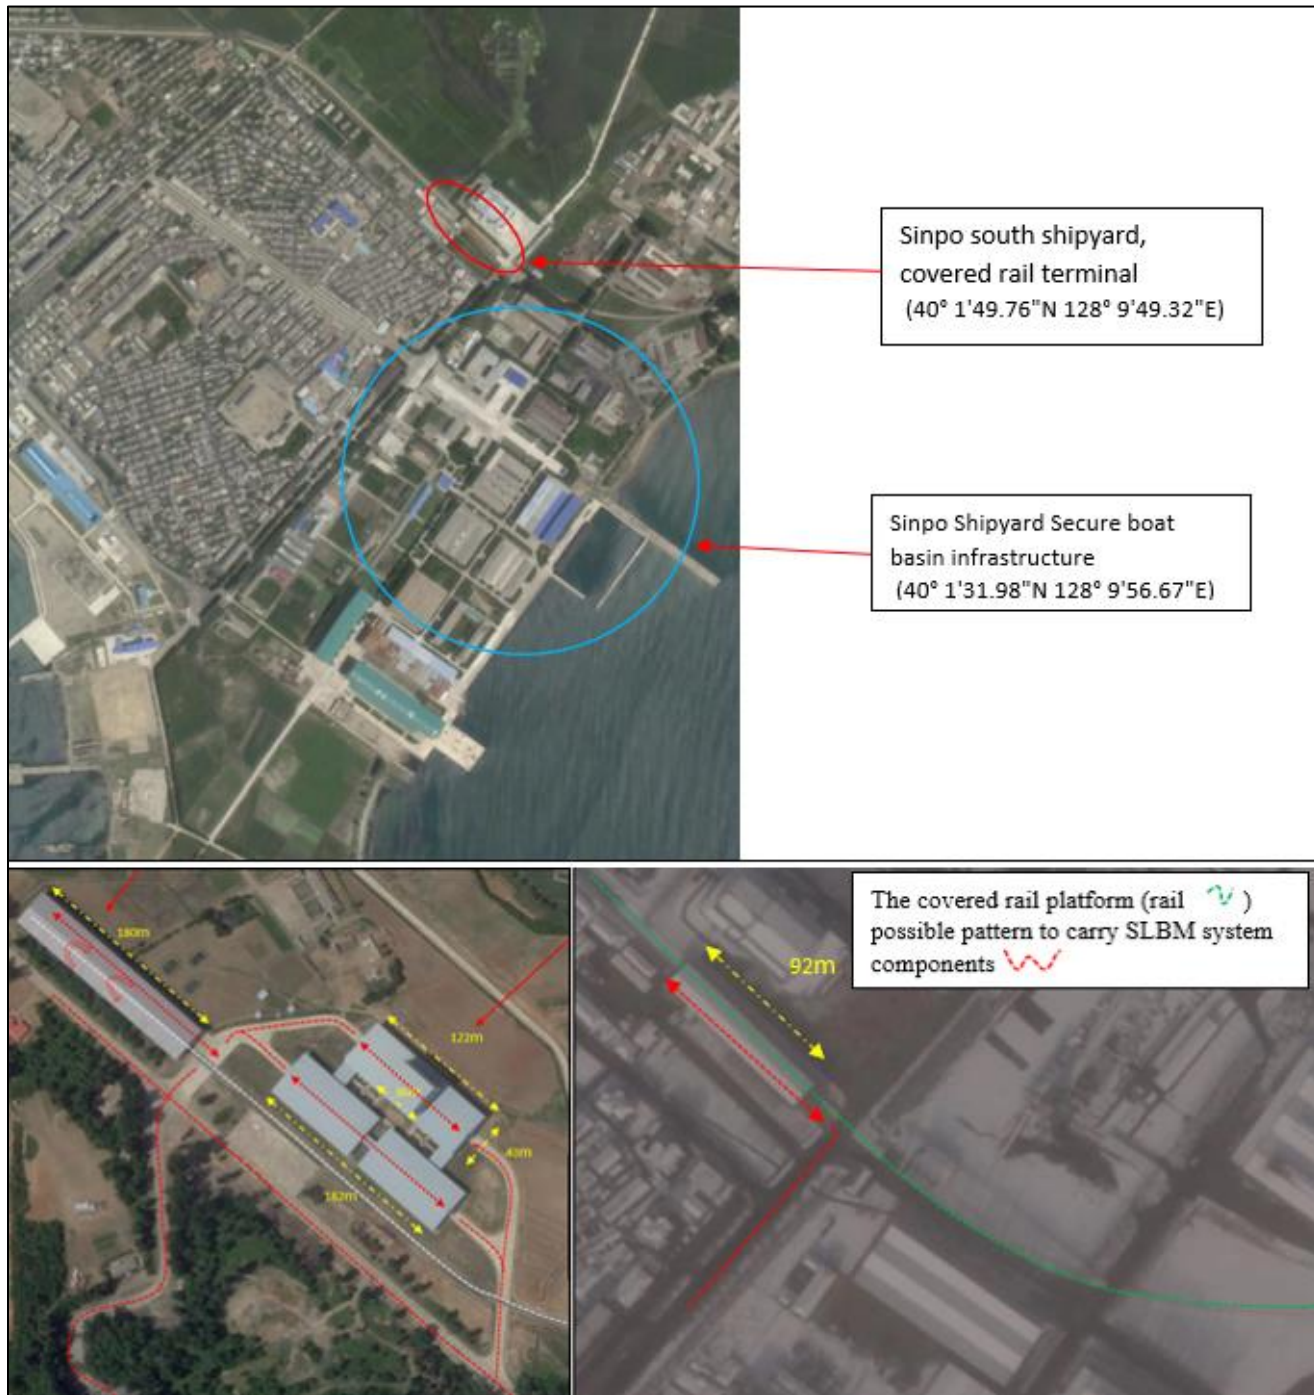 Sinpo south shipyard,
covered rail terminal
(40° 1'49.76"N 128° 9'49.32"E)
Sinpo Shipyard Secure boat
basin infrastructure
(40° 1'31.98"N 128° 9'56.67"E)
180m
122m
43m
182m
92m
The covered rail platform (rail )
possible pattern to carry SLBM system
components